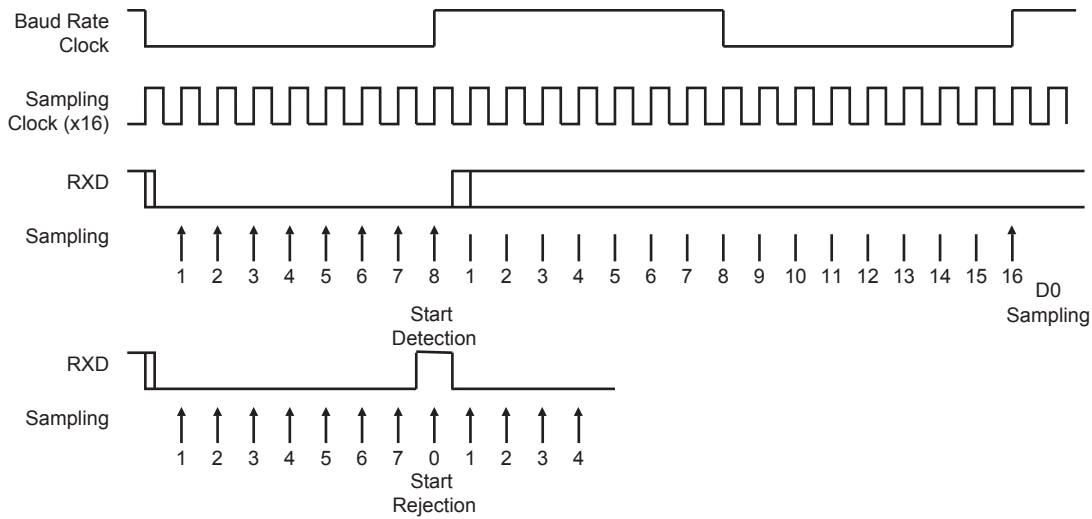 Baud Rate
Clock
Sampling
Clock (x16)
RXD
Sampling
1 2 3 4 5 6 7 8 1 2 3 4 5 6 7 8 9 10 11 12 13 14 15 16
D0
Sampling
Start
Detection
RXD
Sampling
1 2 3 4 5 6 7 0 1 2 3 4
Start
Rejection